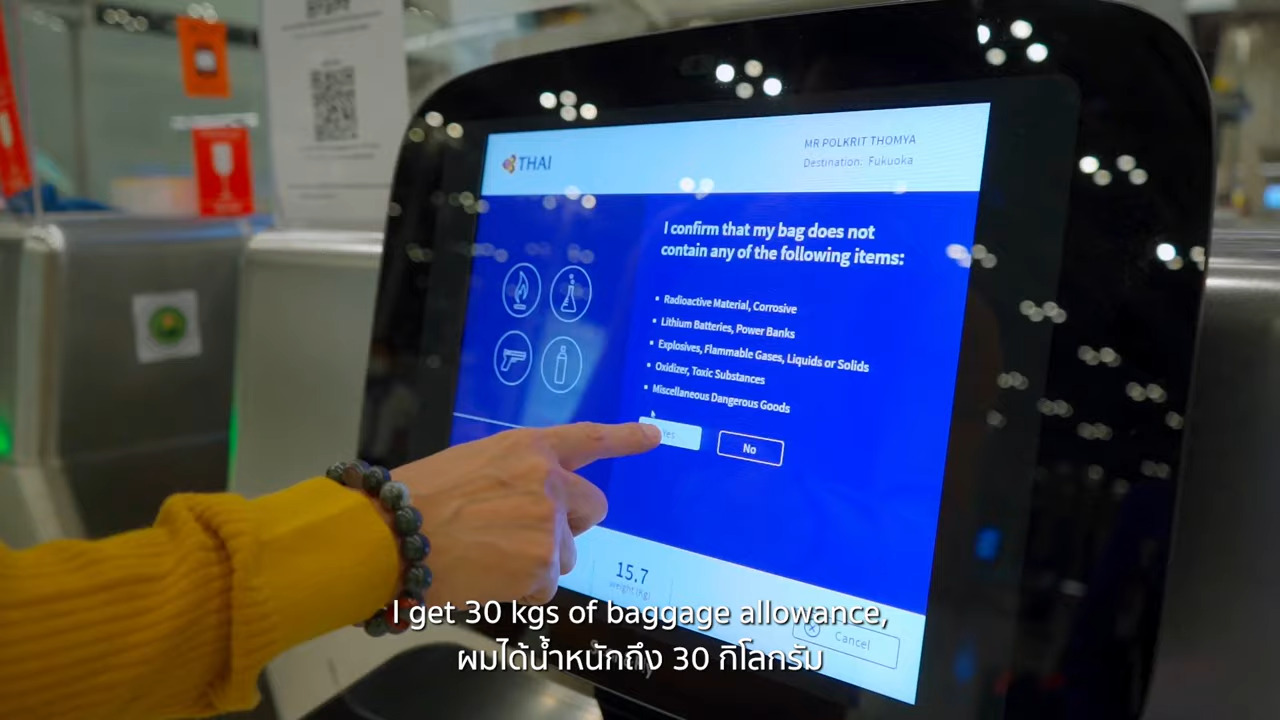 THAI
MR POLKRIT THOMYA
Destination: Fukuoka
I confirm that my bag does not
contain any of the following items:
Radioactive Material, Corrosive
Lithium Batteries, Power Banks
Explosives, Flammable Gases, Liquids or Solids
Oxidizer, Toxic Substances
Miscellaneous Dangerous Goods
Yes
No
15.7
Weight (Kg)
Cancel
I get 30 kgs of baggage allowance,
ผมได้น้ำหนักถึง 30 กิโลกรัม